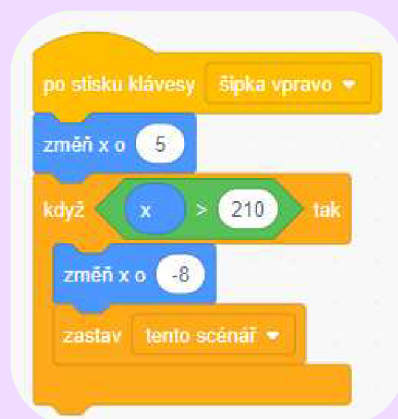 po stisku klávesy šipka vpravo
změň x o 5
když x > 210 tak
změň x o -8
zastav tento scénář